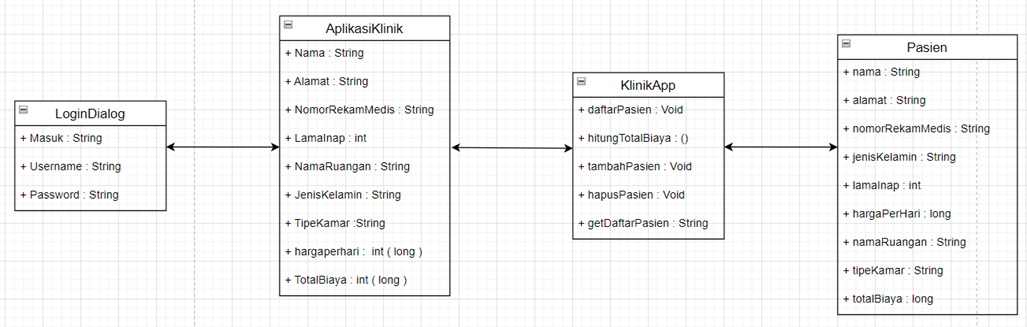 LoginDialog
+ Masuk : String
+ Username : String
+ Password : String
AplikasiKlinik
+ Nama : String
+ Alamat : String
+ NomorRekamMedis : String
+ LamaInap : int
+ NamaRuangan : String
+ JenisKelamin : String
+ TipeKamar :String
+ hargaperhari :  int ( long )
+ TotalBiaya : int ( long )
KlinikApp
+ daftarPasien : Void
+ hitungTotalBiaya : ()
+ tambahPasien : Void
+ hapusPasien : Void
+ getDaftarPasien : String
Pasien
+ nama : String
+ alamat : String
+ nomorRekamMedis : String
+ jenisKelamin : String
+ lamaInap : int
+ hargaPerHari : long
+ namaRuangan : String
+ tipeKamar : String
+ totalBiaya : long